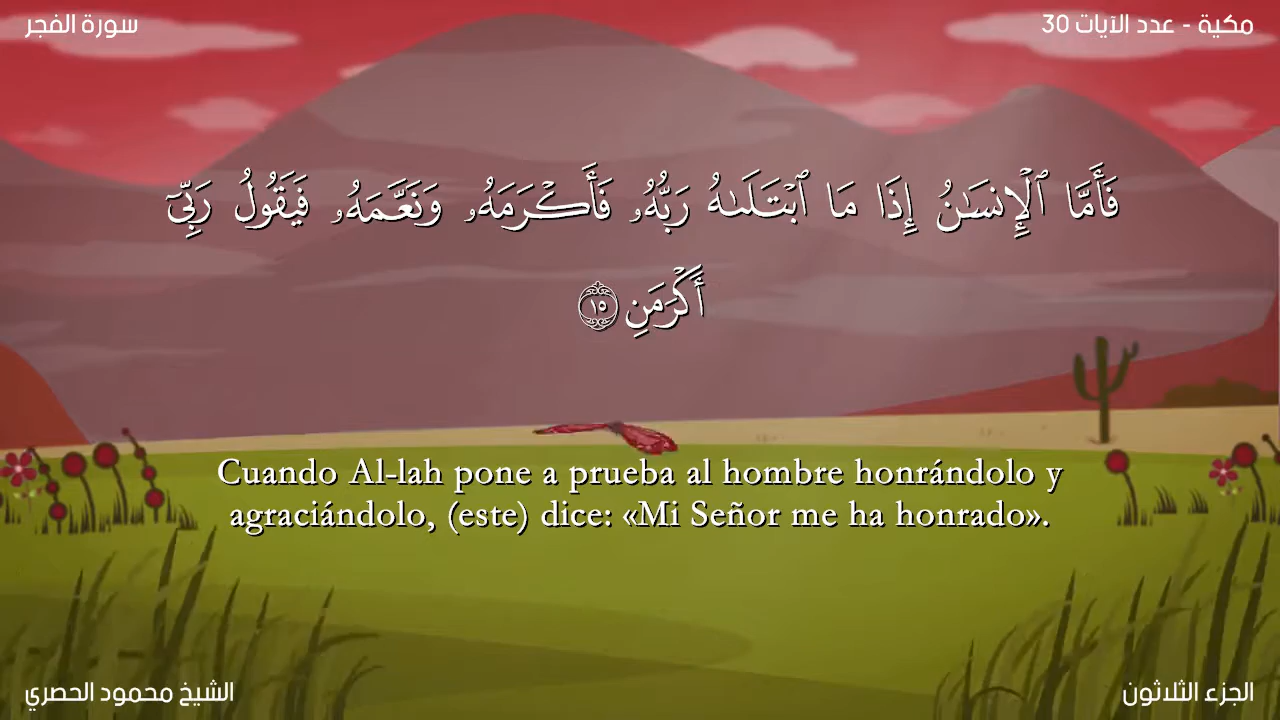 سورة الفجر
مكية - عدد الآيات 30
فَأَمَّا ٱلْإِنسَـٰنُ إِذَا مَا ٱبْتَلَىٰهُ رَبُّهُۥ فَأَكْرَمَهُۥ وَنَعَّمَهُۥ فَيَقُولُ رَبِّىٓ
أَكْرَمَنِ ١٥
Cuando Al-lah pone a prueba al hombre honrándolo y
agraciándolo, (este) dice: «Mi Señor me ha honrado».
الشيخ محمود الحصري
الجزء الثلاثون